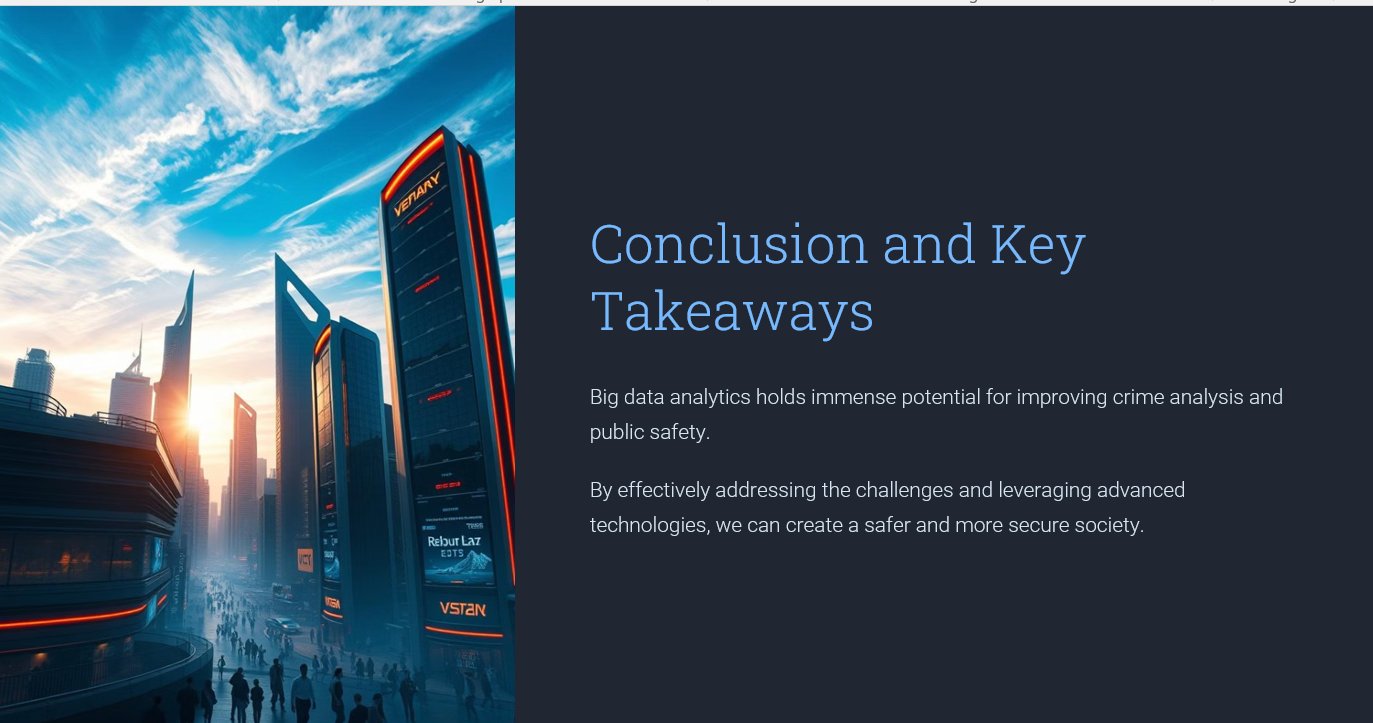 Conclusion and Key
Takeaways
Big data analytics holds immense potential for improving crime analysis and
public safety.
By effectively addressing the challenges and leveraging advanced
technologies, we can create a safer and more secure society.
VSTAN